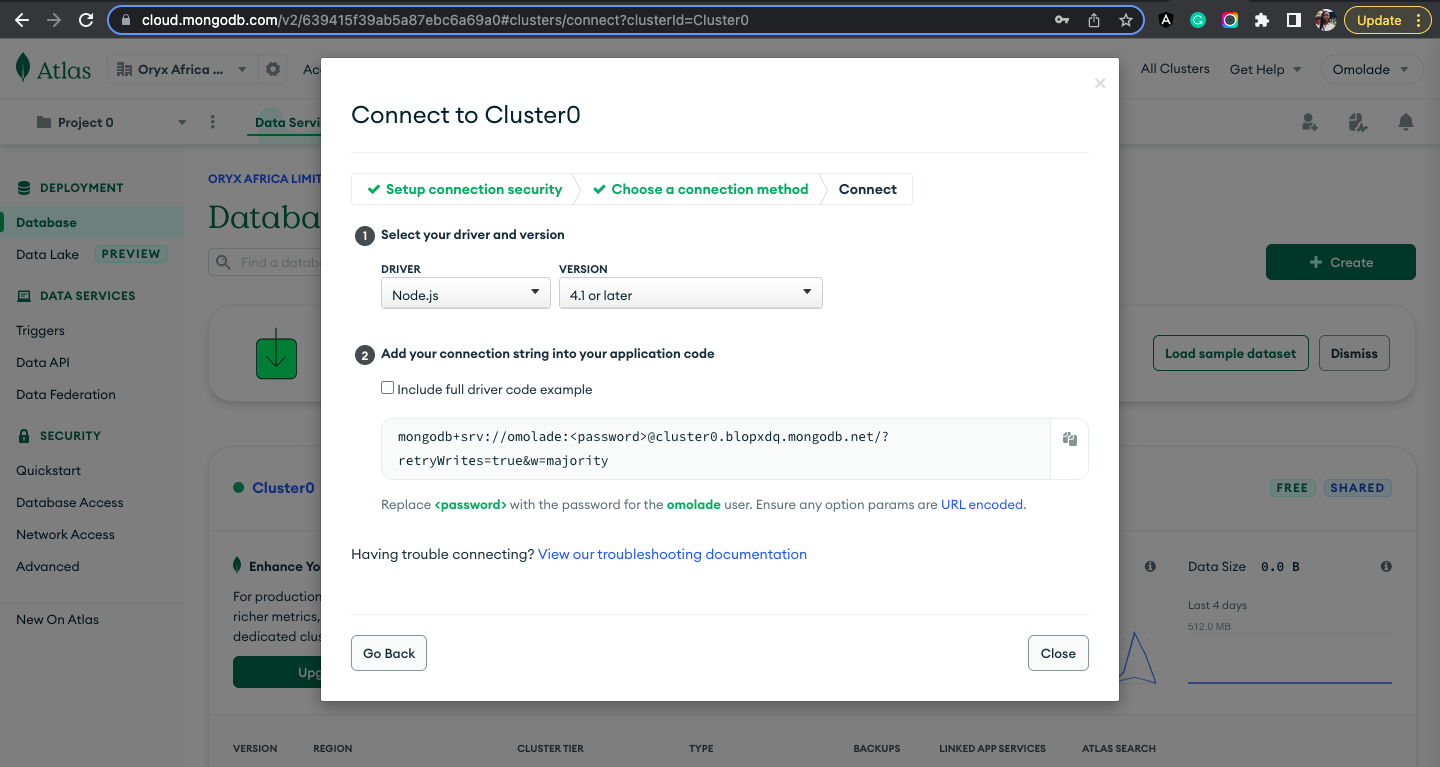 cloud.mongodb.com/v2/639415f39ab5a87ebc6a69a0#clusters/connect?clusterId=Cluster0
Update
Atlas
Oryx Africa ...
All Clusters
Get Help
Omolade
Project 0
Data Servi
Connect to Cluster0
Setup connection security
Choose a connection method
Connect
1 Select your driver and version
DRIVER
VERSION
Node.js
4.1 or later
2 Add your connection string into your application code
Include full driver code example
mongodb+srv://omolade:<password>@cluster0.blopxdq.mongodb.net/?
retryWrites=true&w=majority
Replace <password> with the password for the omolade user. Ensure any option params are URL encoded.
Having trouble connecting? View our troubleshooting documentation
Go Back
Close
DEPLOYMENT
Database
Data Lake
PREVIEW
DATA SERVICES
Triggers
Data API
Data Federation
SECURITY
Quickstart
Database Access
Network Access
Advanced
New On Atlas
ORYX AFRICA LIMIT
Databa
Find a datab
Create
Load sample dataset
Dismiss
Cluster0
FREE
SHARED
Enhance Yo
For production
richer metrics,
dedicated clus
Upg
Data Size
0.0 B
Last 4 days
512.0 MB
VERSION
REGION
CLUSTER TIER
TYPE
BACKUPS
LINKED APP SERVICES
ATLAS SEARCH